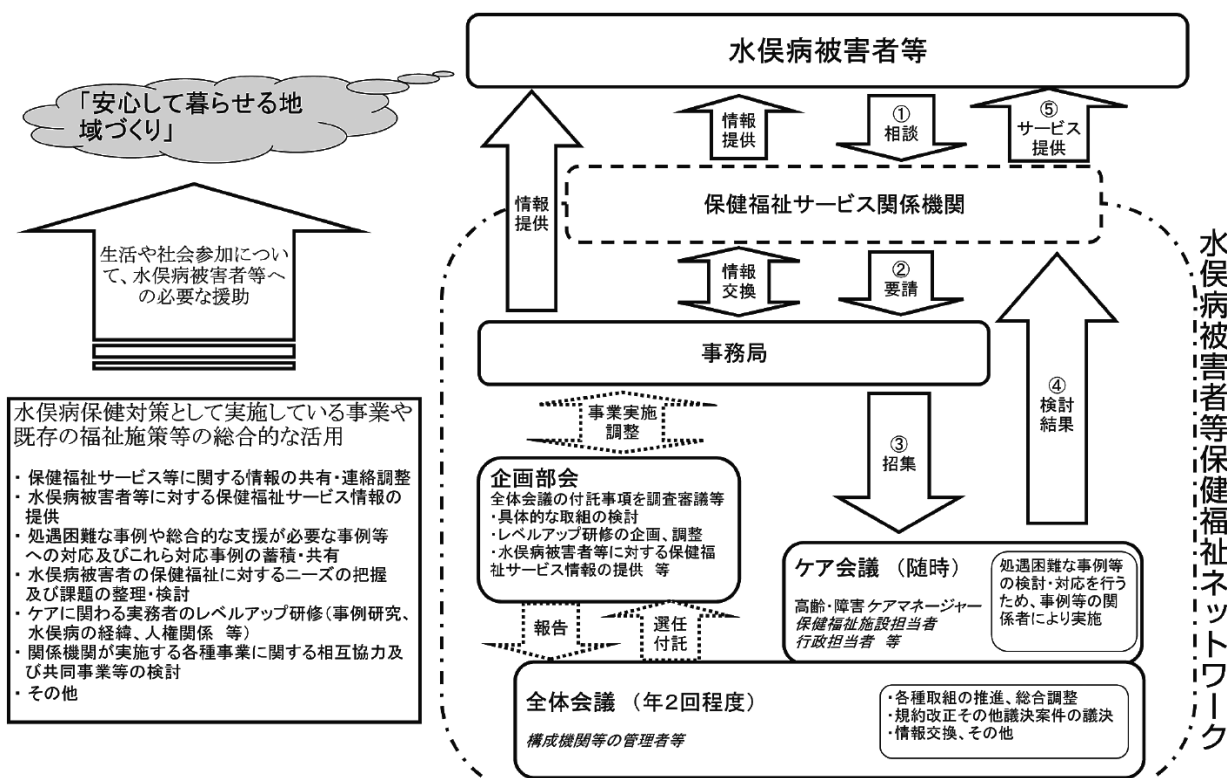 水俣病被害者等
「安心して暮らせる地
域づくり」
情報
提供
①
相談
⑤
サービス
提供
保健福祉サービス関係機関
情報
提供
生活や社会参加につい
て、水俣病被害者等へ
の必要な援助
情報
交換
②
要請
事務局
④
検討
結果
水俣病保健対策として実施している事業や
既存の福祉施策等の総合的な活用
・保健福祉サービス等に関する情報の共有・連絡調整
・水俣病被害者等に対する保健福祉サービス情報の
提供
・処遇困難な事例や総合的な支援が必要な事例等
への対応及びこれら対応事例の蓄積・共有
・水俣病被害者の保健福祉に対するニーズの把握
及び課題の整理・検討
・ケアに関わる実務者のレベルアップ研修(事例研究、
水俣病の経緯、人権関係 等)
・関係機関が実施する各種事業に関する相互協力及
び共同事業等の検討
・その他
事業実施
調整
③
招集
企画部会
全体会議の付託事項を調査審議等
・具体的な取組の検討
・レベルアップ研修の企画、調整
・水俣病被害者等に対する保健福
祉サービス情報の提供 等
ケア会議 (随時)
高齢・障害ケアマネージャー
保健福祉施設担当者
行政担当者 等
処遇困難な事例等
の検討・対応を行う
ため、事例等の関
係者により実施
報告
選任
付託
全体会議 (年2回程度)
構成機関等の管理者等
・各種取組の推進、総合調整
・規約改正その他議決案件の議決
・情報交換、その他
水俣病被害者等保健福祉ネットワーク